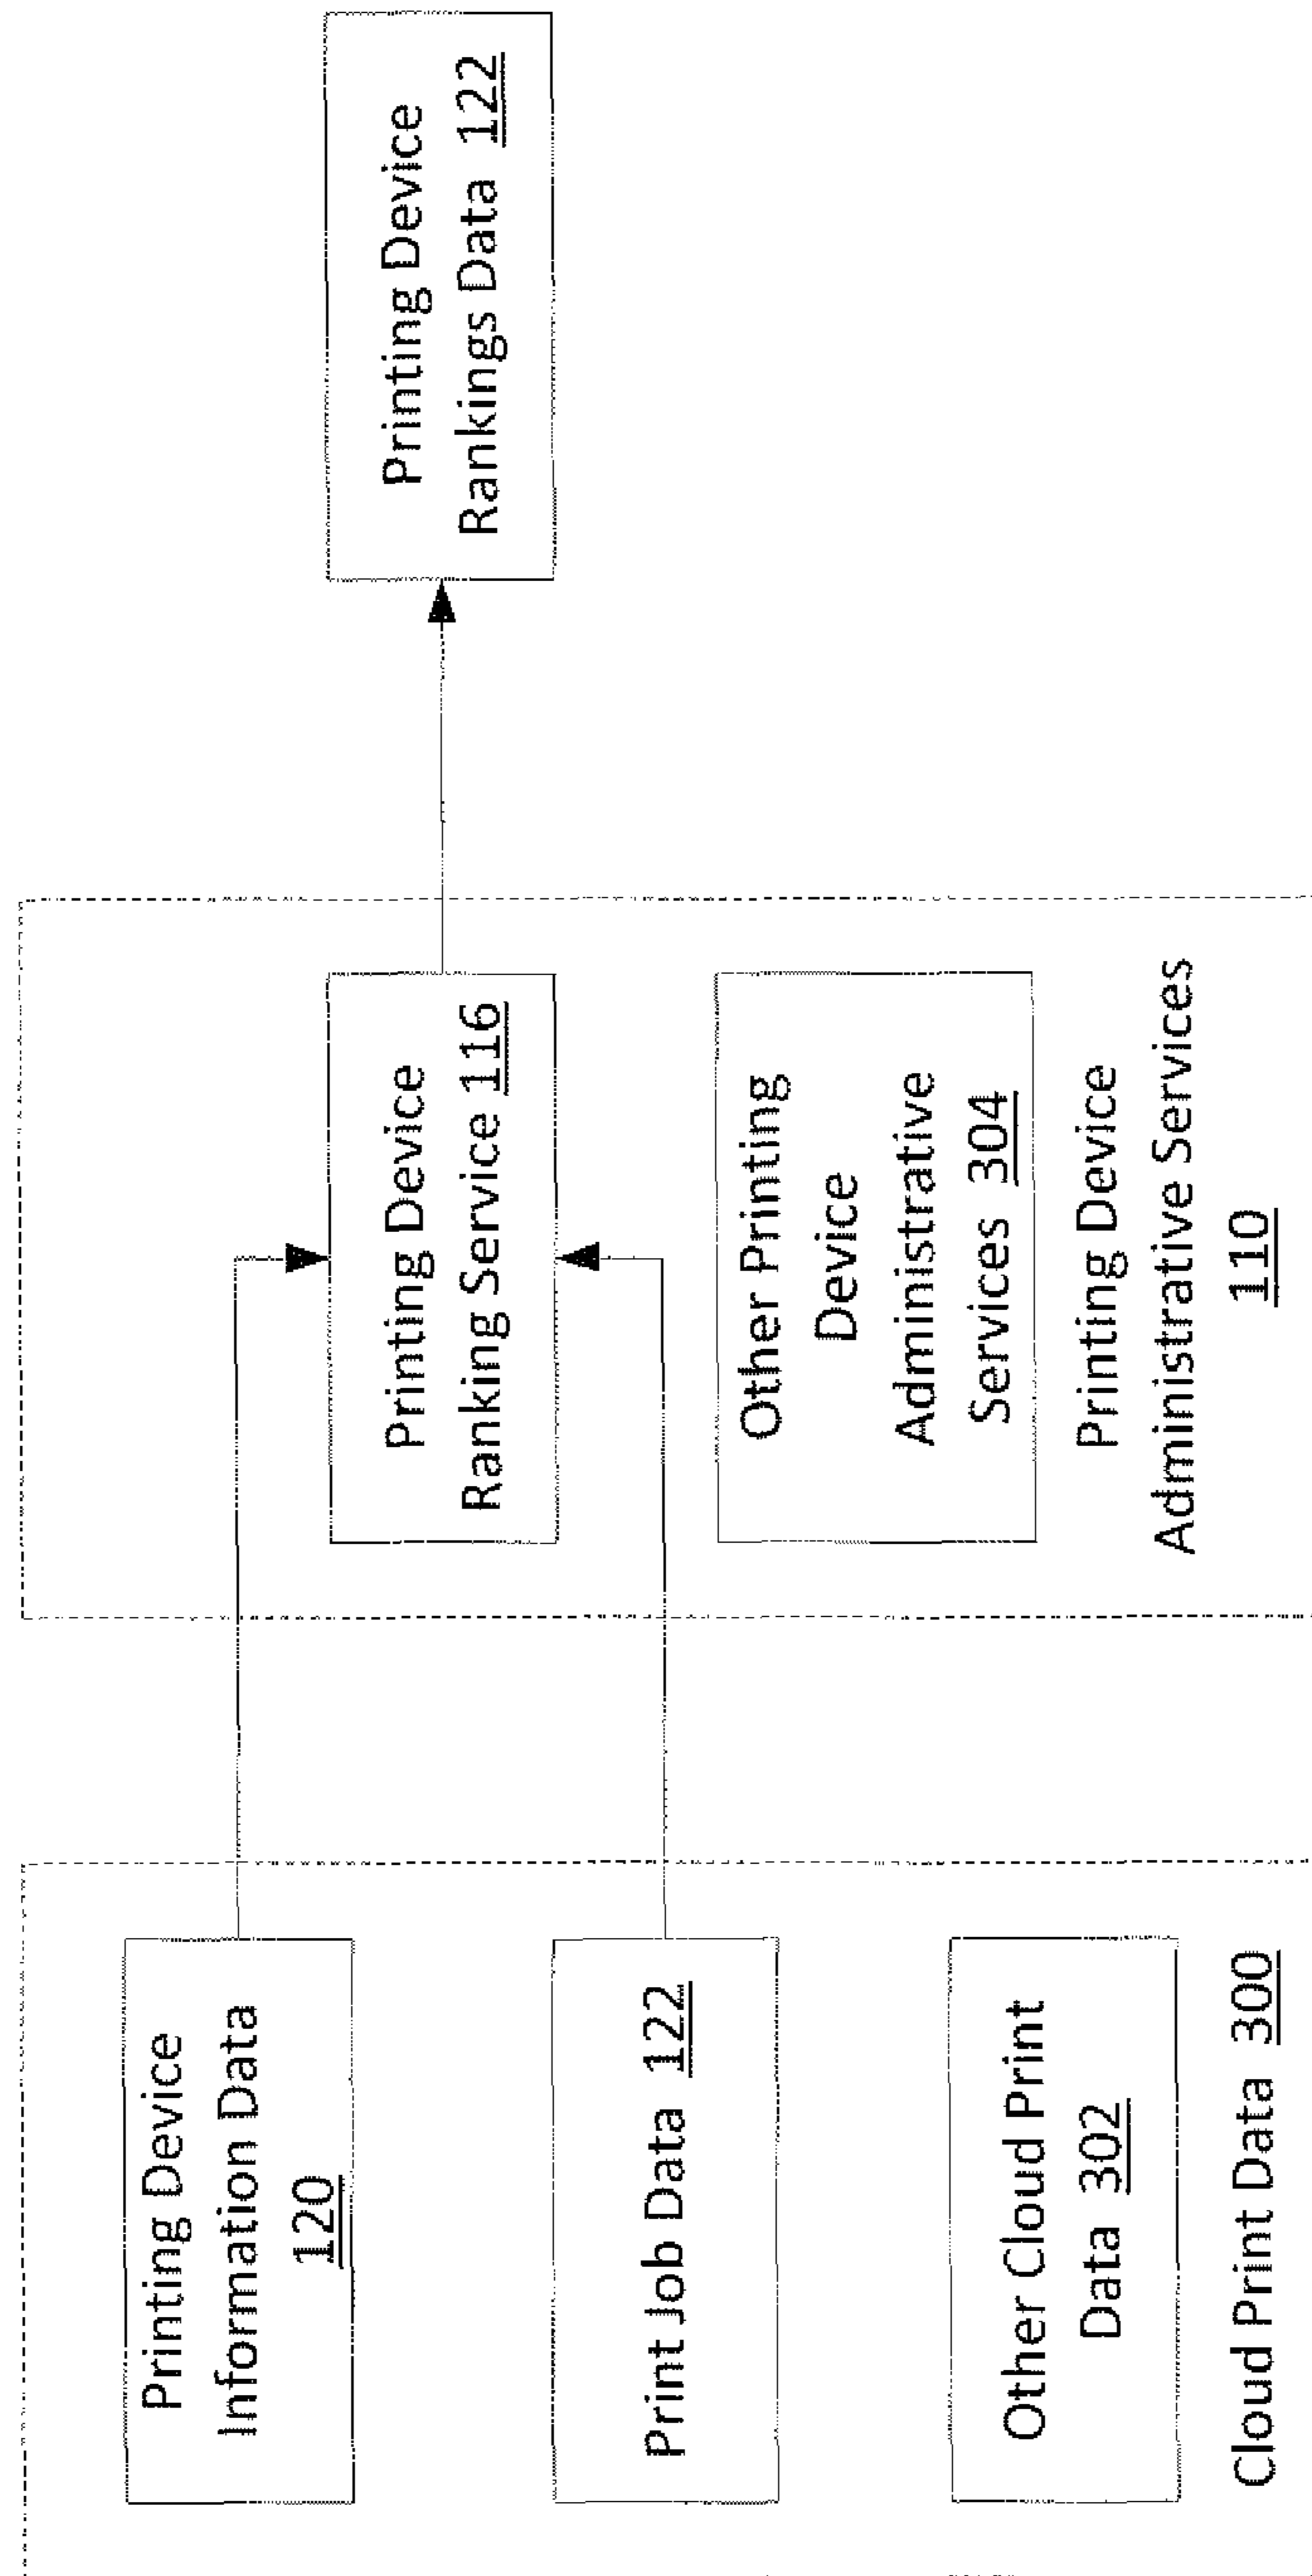 Printing Device
Information Data
120
Print Job Data 122
Other Cloud Print
Data 302
Cloud Print Data 300
Printing Device
Ranking Service 116
Other Printing
Device
Administrative
Services 304
Printing Device
Administrative Services
110
Printing Device
Rankings Data 122